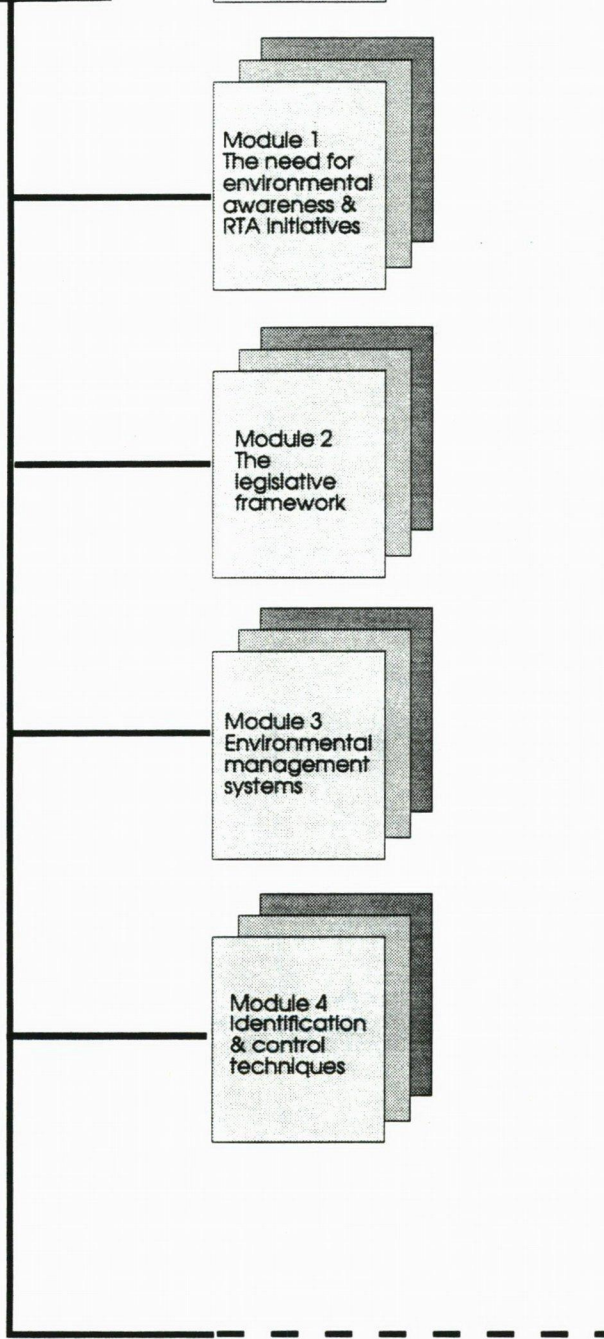 Module 1
The need for
environmental
awareness &
RTA initiatives
Module 2
The
legislative
framework
Module 3
Environmental
management
systems
Module 4
Identification
& control
techniques